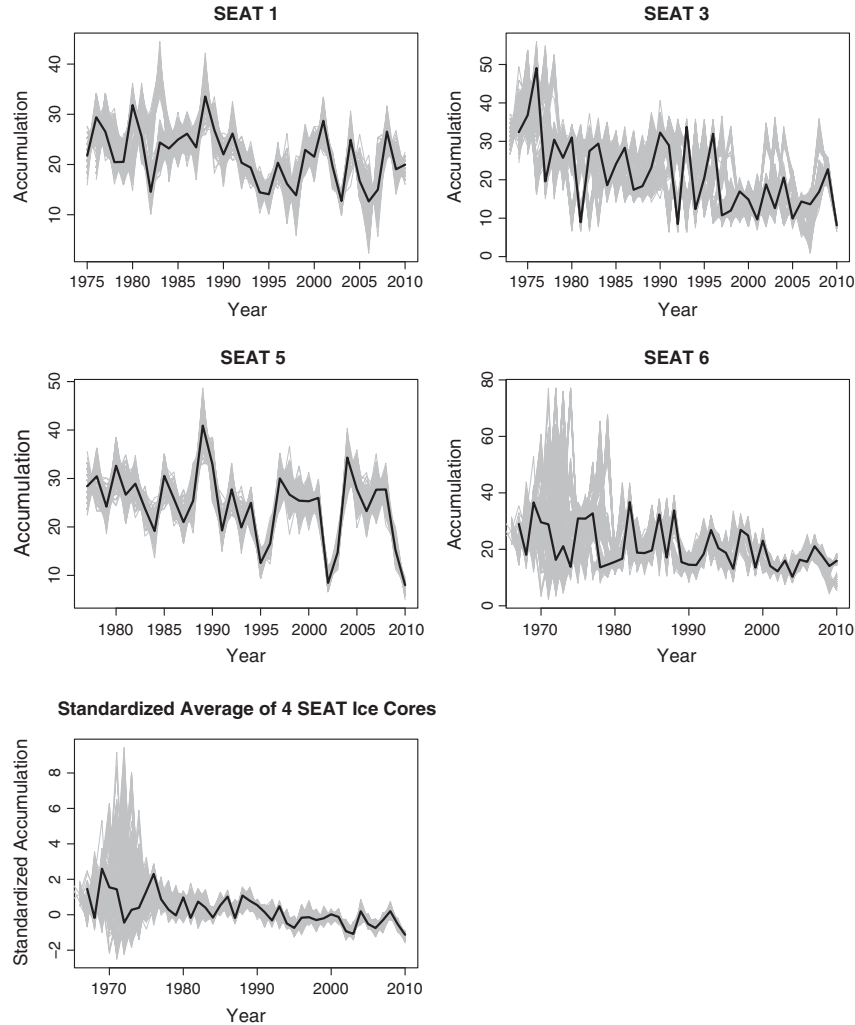 SEAT 1
Accumulation
10 20 30 40
1975 1980 1985 1990 1995 2000 2005 2010
Year
SEAT 3
Accumulation
0 10 20 30 40 50
1975 1980 1985 1990 1995 2000 2005 2010
Year
SEAT 5
Accumulation
10 20 30 40 50
1980 1985 1990 1995 2000 2005 2010
Year
SEAT 6
Accumulation
0 20 40 60 80
1970 1980 1990 2000 2010
Year
Standardized Average of 4 SEAT Ice Cores
Standardized Accumulation
−2 0 2 4 6 8
1970 1980 1990 2000 2010
Year